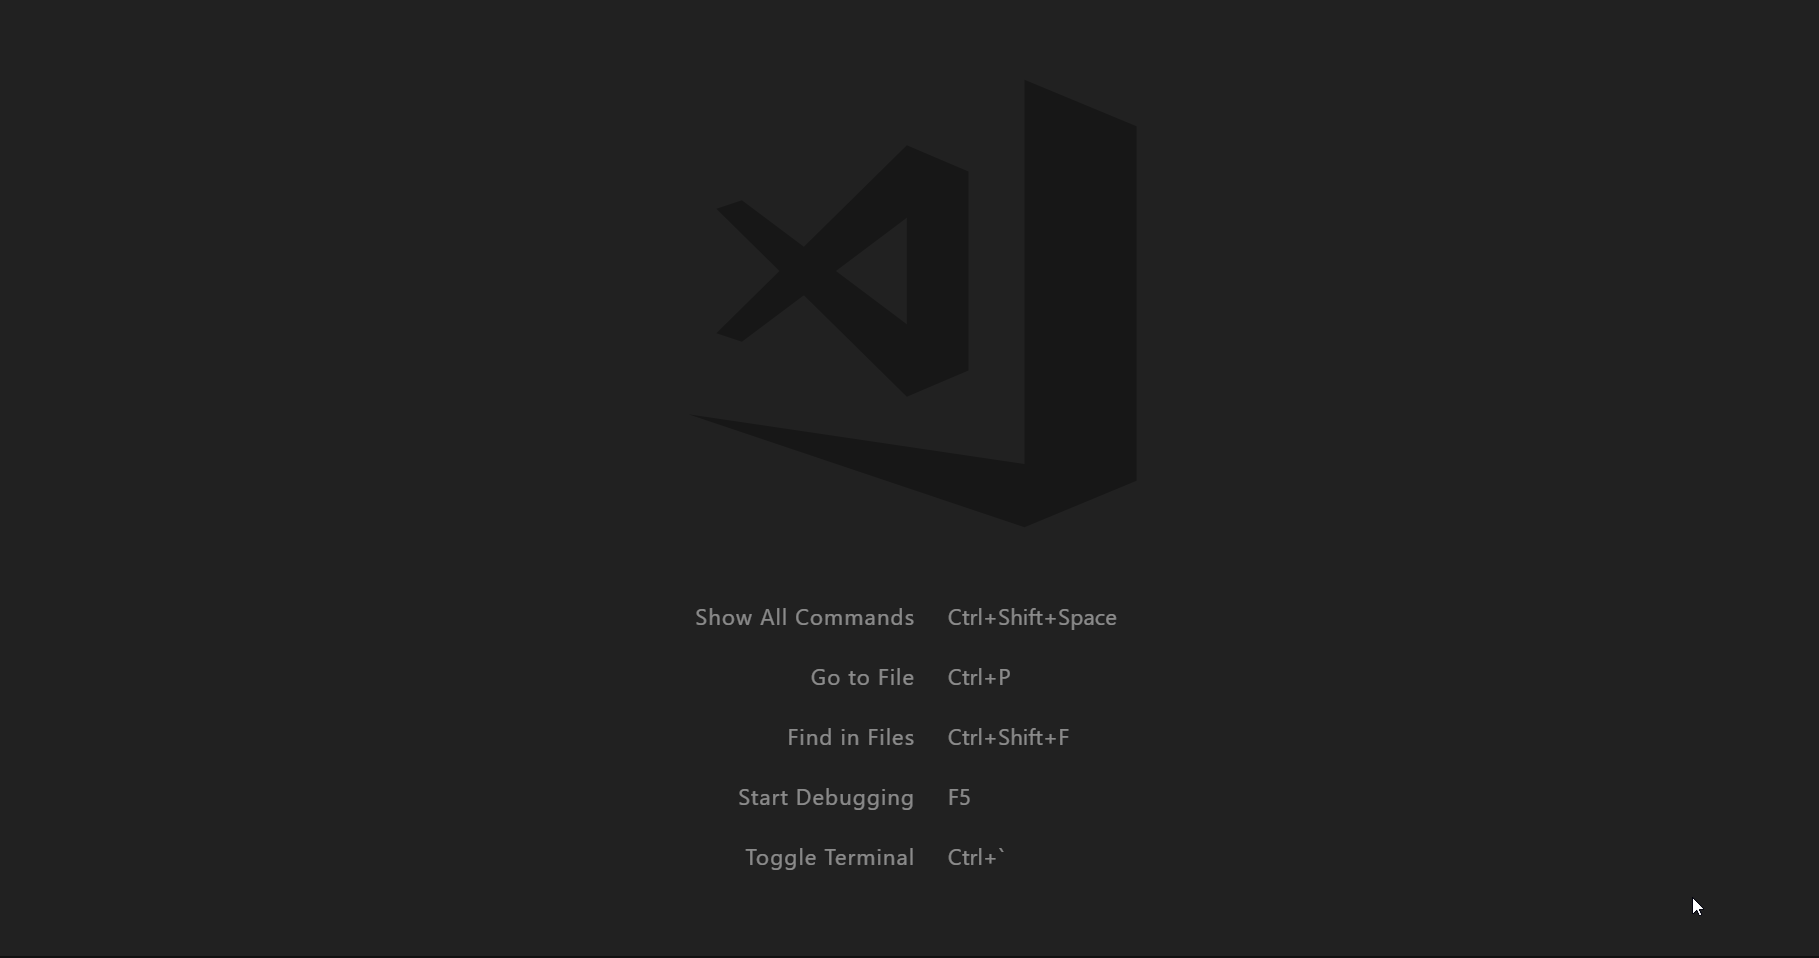 Show All Commands Ctrl+Shift+Space
Go to File Ctrl+P
Find in Files Ctrl+Shift+F
Start Debugging F5
Toggle Terminal Ctrl+`